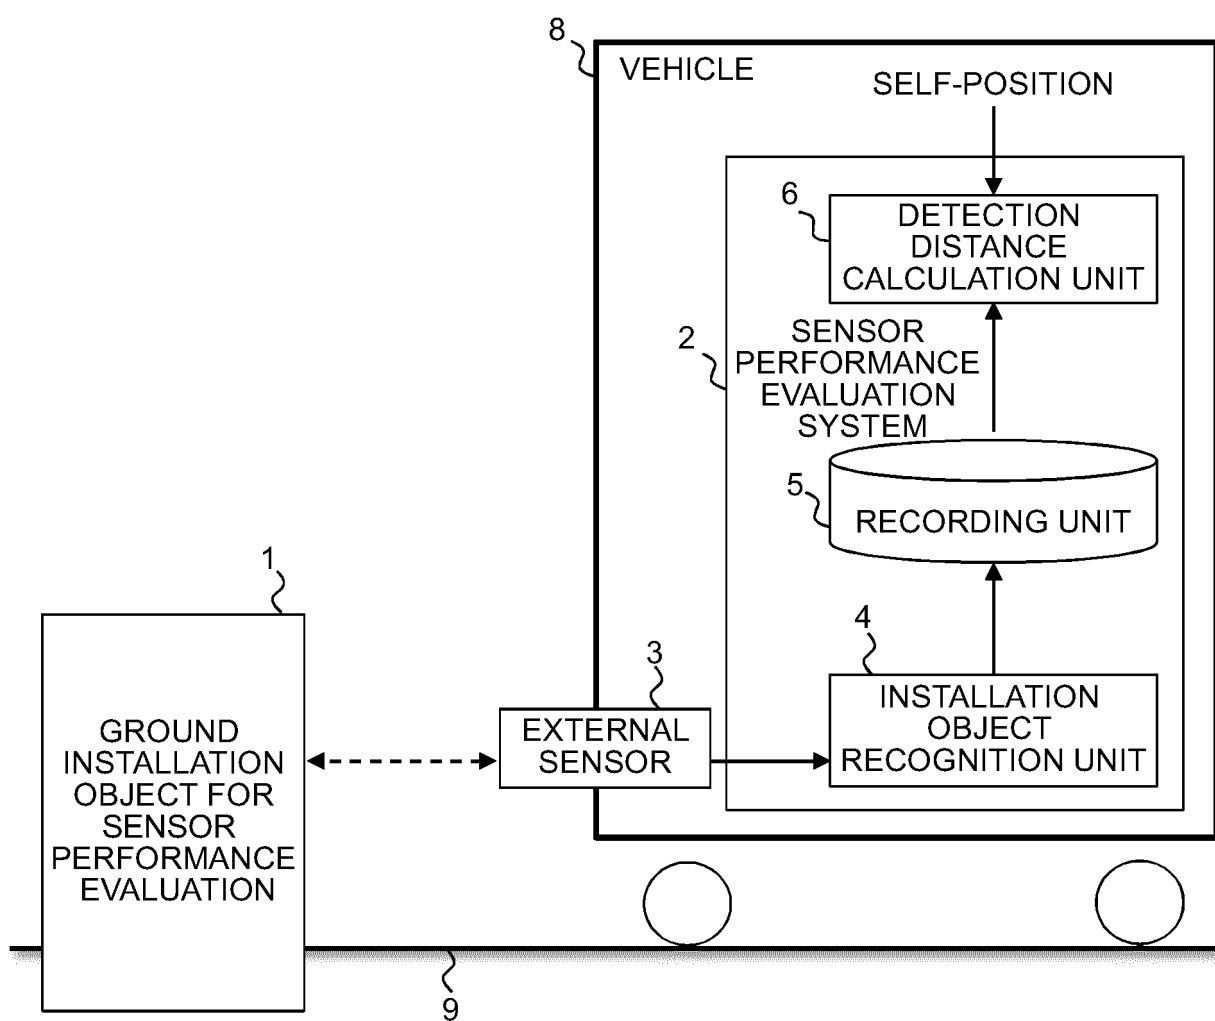 8
VEHICLE
SELF-POSITION
6
DETECTION
DISTANCE
CALCULATION UNIT
2
SENSOR
PERFORMANCE
EVALUATION
SYSTEM
5
RECORDING UNIT
1
4
3
INSTALLATION
OBJECT
RECOGNITION UNIT
EXTERNAL
SENSOR
GROUND
INSTALLATION
OBJECT FOR
SENSOR
PERFORMANCE
EVALUATION
9